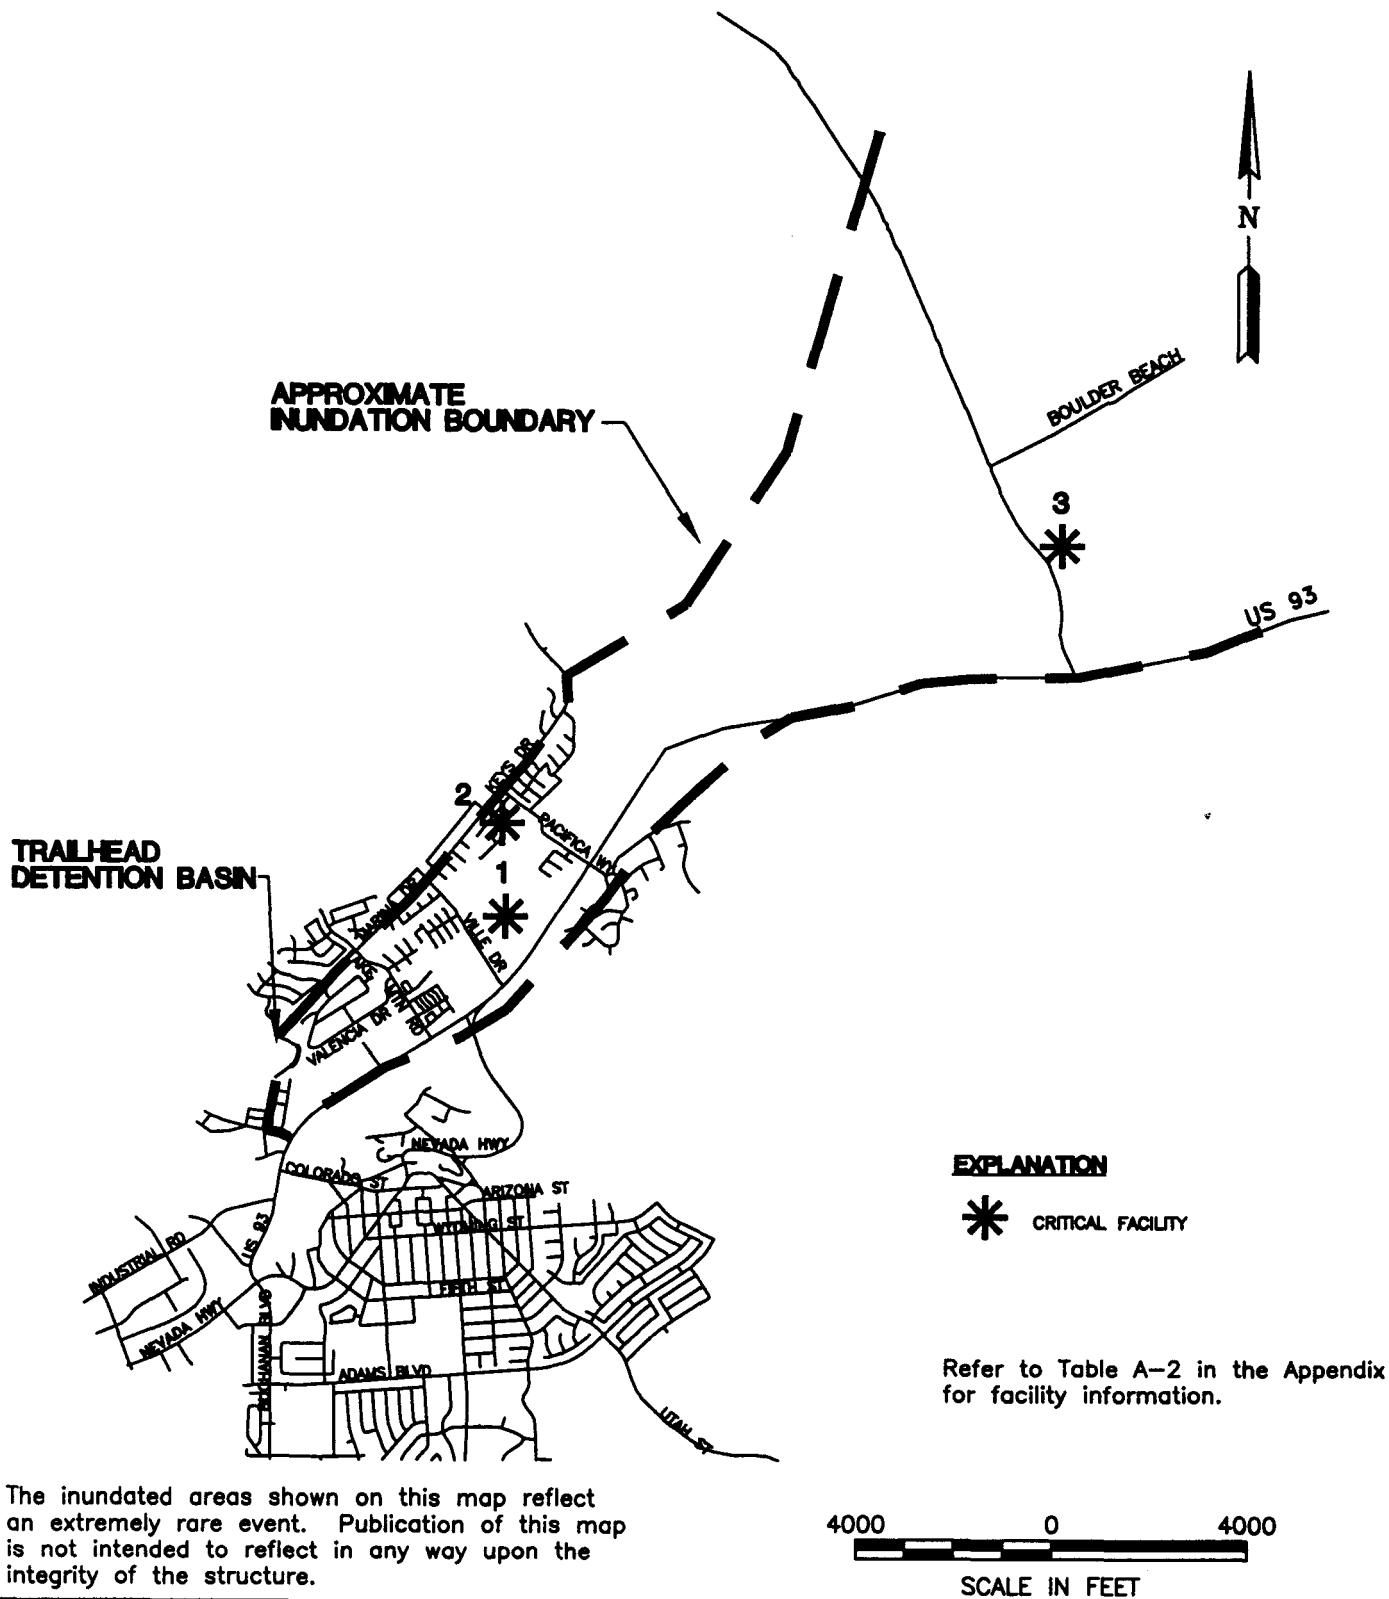 N
APPROXIMATE
INUNDATION BOUNDARY
BOULDER BEACH
3
US 93
KEYS DR
2
PACIFICA WY
TRAILHEAD
DETENTION BASIN
1
MARINA DR
VILLE DR
VALENCIA DR
NEVADA HWY
COLORADO ST
ARIZONA ST
WYOMING ST
US 93
INDUSTRIAL RD
FIFTH ST
NEVADA HWY
BUCHANAN BLVD
ADAMS BLVD
UTAH ST
EXPLANATION
CRITICAL FACILITY
Refer to Table A-2 in the Appendix
for facility information.
The inundated areas shown on this map reflect
an extremely rare event. Publication of this map
is not intended to reflect in any way upon the
integrity of the structure.
4000 0 4000
SCALE IN FEET